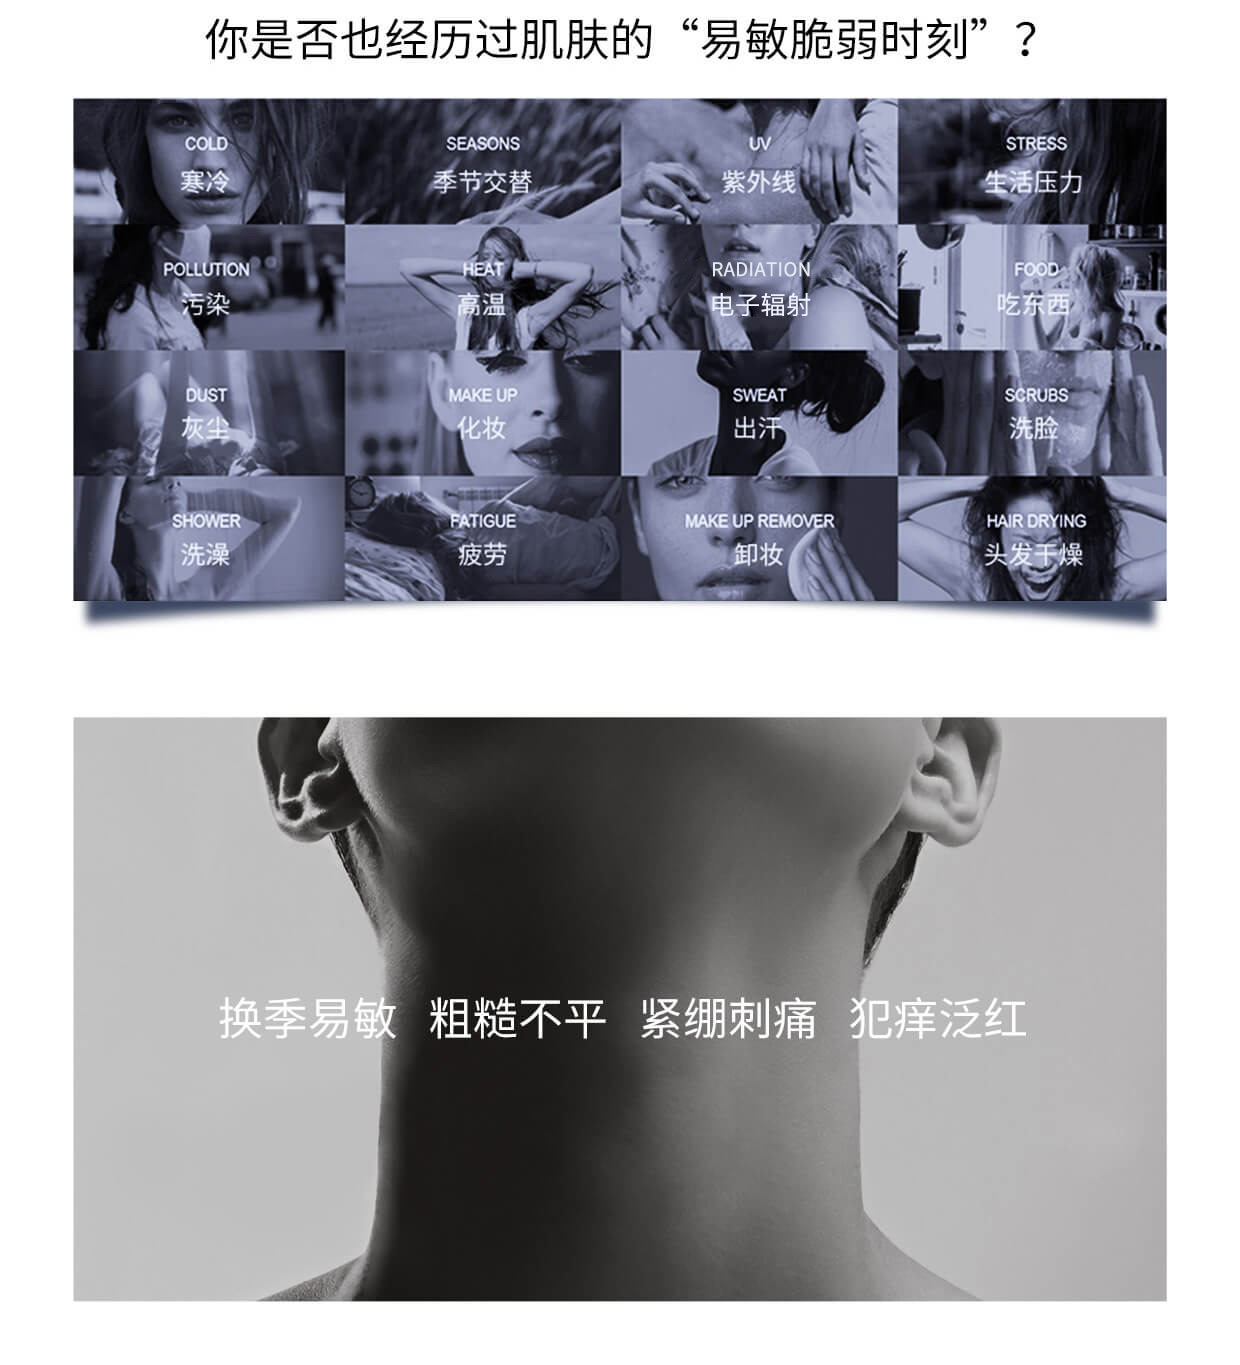 你是否也经历过肌肤的“易敏脆弱时刻”？
COLD
寒冷
SEASONS
季节交替
UV
紫外线
STRESS
生活压力
POLLUTION
污染
HEAT
高温
RADIATION
电子辐射
FOOD
吃东西
DUST
灰尘
MAKE UP
化妆
SWEAT
出汗
SCRUBS
洗脸
SHOWER
洗澡
FATIGUE
疲劳
MAKE UP REMOVER
卸妆
HAIR DRYING
头发干燥
换季易敏 粗糙不平 紧绷刺痛 犯痒泛红